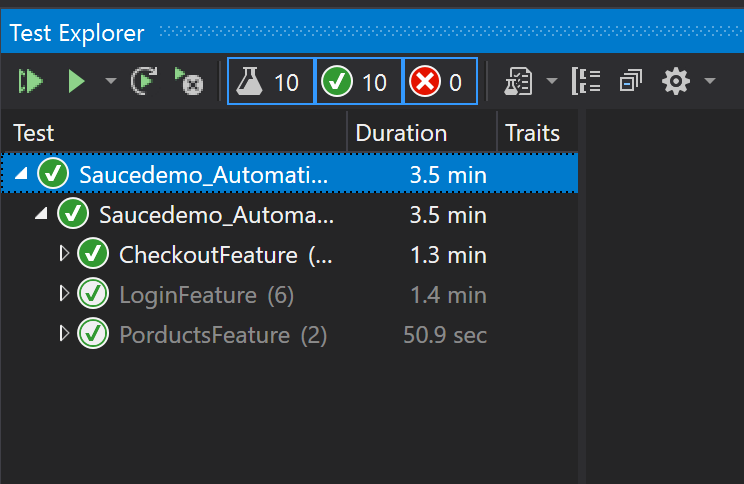 Test Explorer
10 10 0
Test Duration Traits
Saucedemo_Automati... 3.5 min
Saucedemo_Automa... 3.5 min
CheckoutFeature (... 1.3 min
LoginFeature (6) 1.4 min
PorductsFeature (2) 50.9 sec